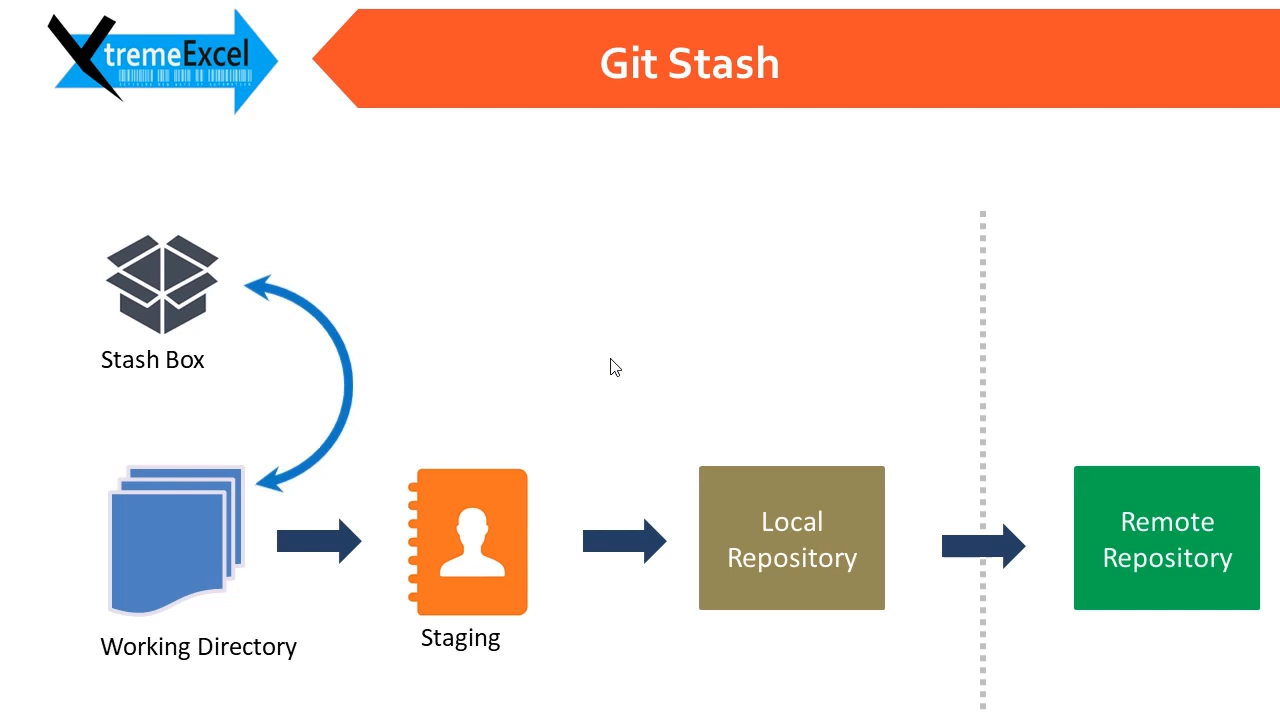 XtremeExcel
Git Stash
Stash Box
Local
Repository
Remote
Repository
Staging
Working Directory